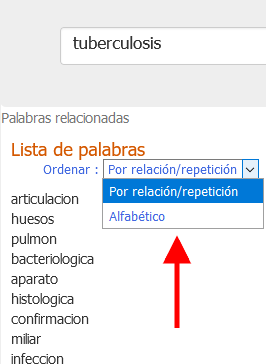 tuberculosis
Palabras relacionadas
Lista de palabras
Ordenar : Por relación/repetición
Por relación/repetición
Alfabético
articulacion
huesos
pulmon
bacteriologica
aparato
histologica
confirmacion
miliar
infeccion